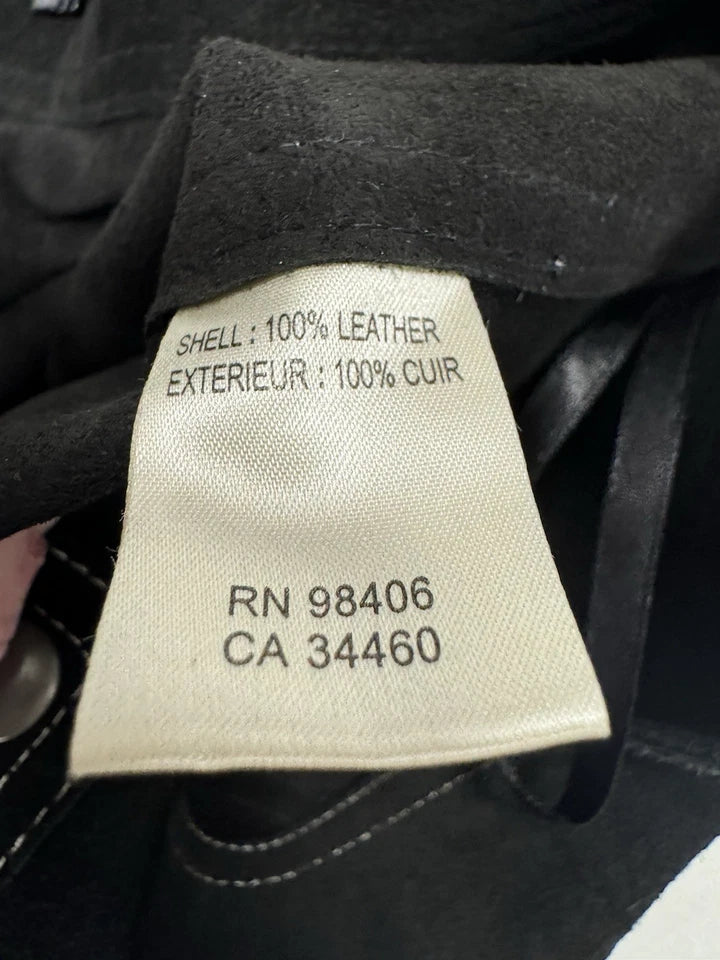 SHELL : 100% LEATHER
EXTERIEUR : 100% CUIR
RN 98406
CA 34460